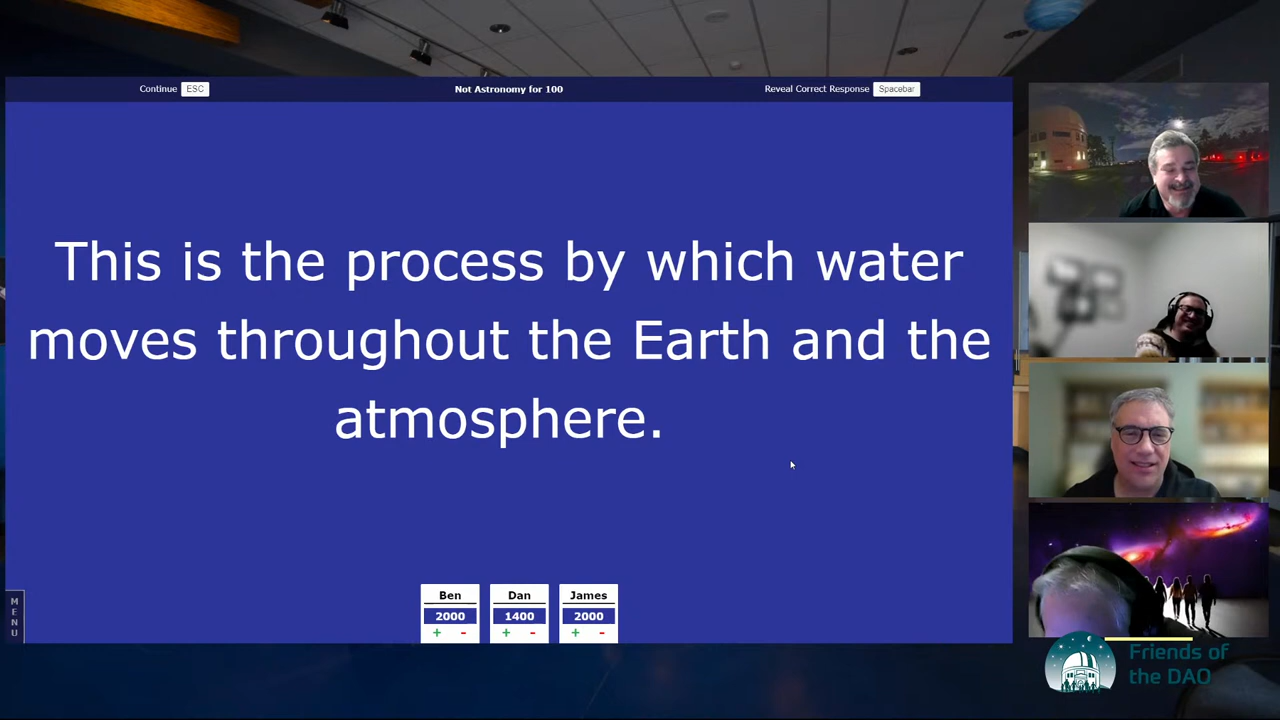 Continue ESC
Not Astronomy for 100
Reveal Correct Response Spacebar
This is the process by which water
moves throughout the Earth and the
atmosphere.
MENU
Ben Dan James
2000 1400 2000
+ - + - + -
Friends of
the DAO